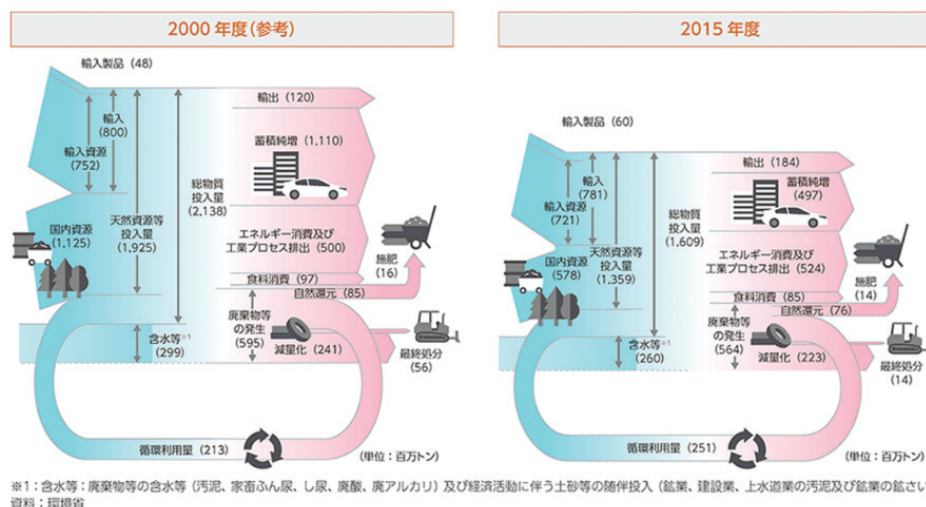 2000 年度(参考)
輸入製品 (48)
輸入
(800)
輸入資源
(752)
国内資源
(1,125)
天然資源等
投入量
(1,925)
総物質
投入量
(2,138)
含水等※1
(299)
輸出 (120)
蓄積純増 (1,110)
エネルギー消費及び
工業プロセス排出 (500)
食料消費 (97)
自然還元 (85)
施肥
(16)
廃棄物等
の発生
(595)
減量化 (241)
最終処分
(56)
循環利用量 (213)
(単位:百万トン)
2015 年度
輸入製品 (60)
輸入
(781)
輸入資源
(721)
国内資源
(578)
天然資源等
投入量
(1,359)
総物質
投入量
(1,609)
含水等※1
(260)
輸出 (184)
蓄積純増
(497)
エネルギー消費及び
工業プロセス排出 (524)
食料消費 (85)
自然還元 (76)
施肥
(14)
廃棄物等
の発生
(564)
減量化 (223)
最終処分
(14)
循環利用量 (251)
(単位:百万トン)
※1:含水等:廃棄物等の含水等(汚泥、家畜ふん尿、し尿、廃酸、廃アルカリ)及び経済活動に伴う土砂等の随伴投入(鉱業、建設業、上水道業の汚泥及び鉱業の鉱さい
資料:環境省